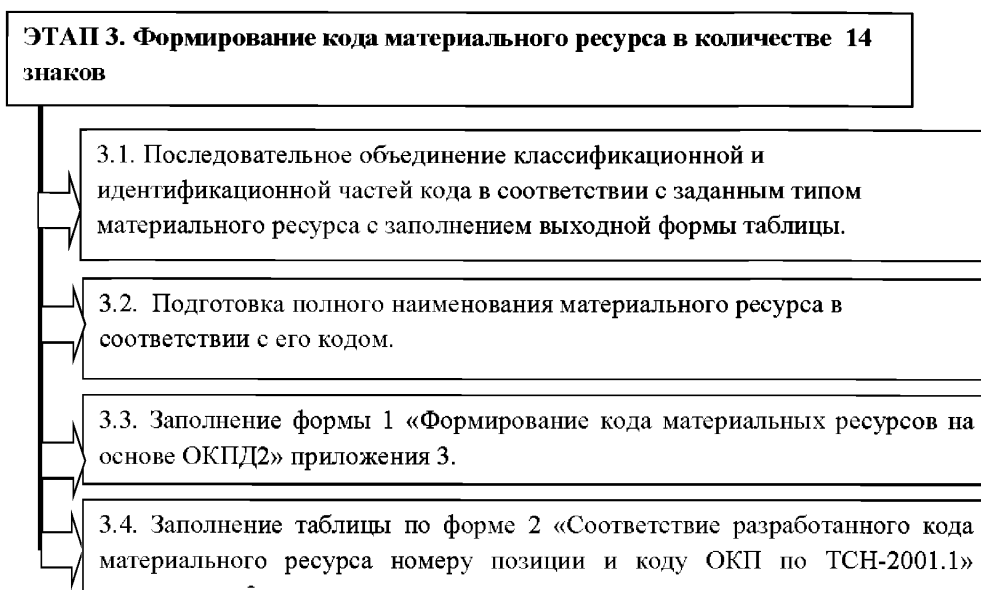 ЭТАП 3. Формирование кода материального ресурса в количестве 14
знаков
3.1. Последовательное объединение классификационной и
идентификационной частей кода в соответствии с заданным типом
материального ресурса с заполнением выходной формы таблицы.
3.2. Подготовка полного наименования материального ресурса в
соответствии с его кодом.
3.3. Заполнение формы 1 «Формирование кода материальных ресурсов на
основе ОКПД2» приложения 3.
3.4. Заполнение таблицы по форме 2 «Соответствие разработанного кода
материального ресурса номеру позиции и коду ОКП по ТСН-2001.1»